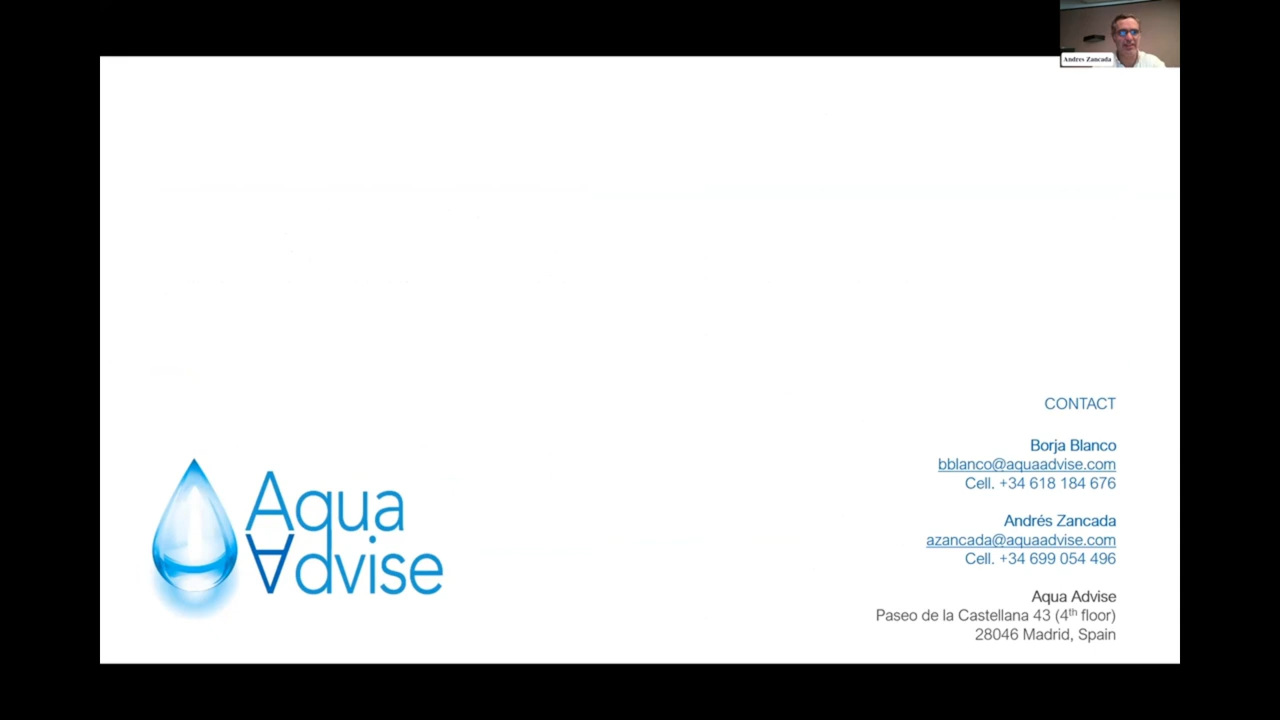 Andres Zancada
CONTACT
Borja Blanco
bblanco@aquaadvise.com
Cell. +34 618 184 676
Andrés Zancada
azancada@aquaadvise.com
Cell. +34 699 054 496
Aqua Advise
Paseo de la Castellana 43 (4th floor)
28046 Madrid, Spain
Aqua
Advise